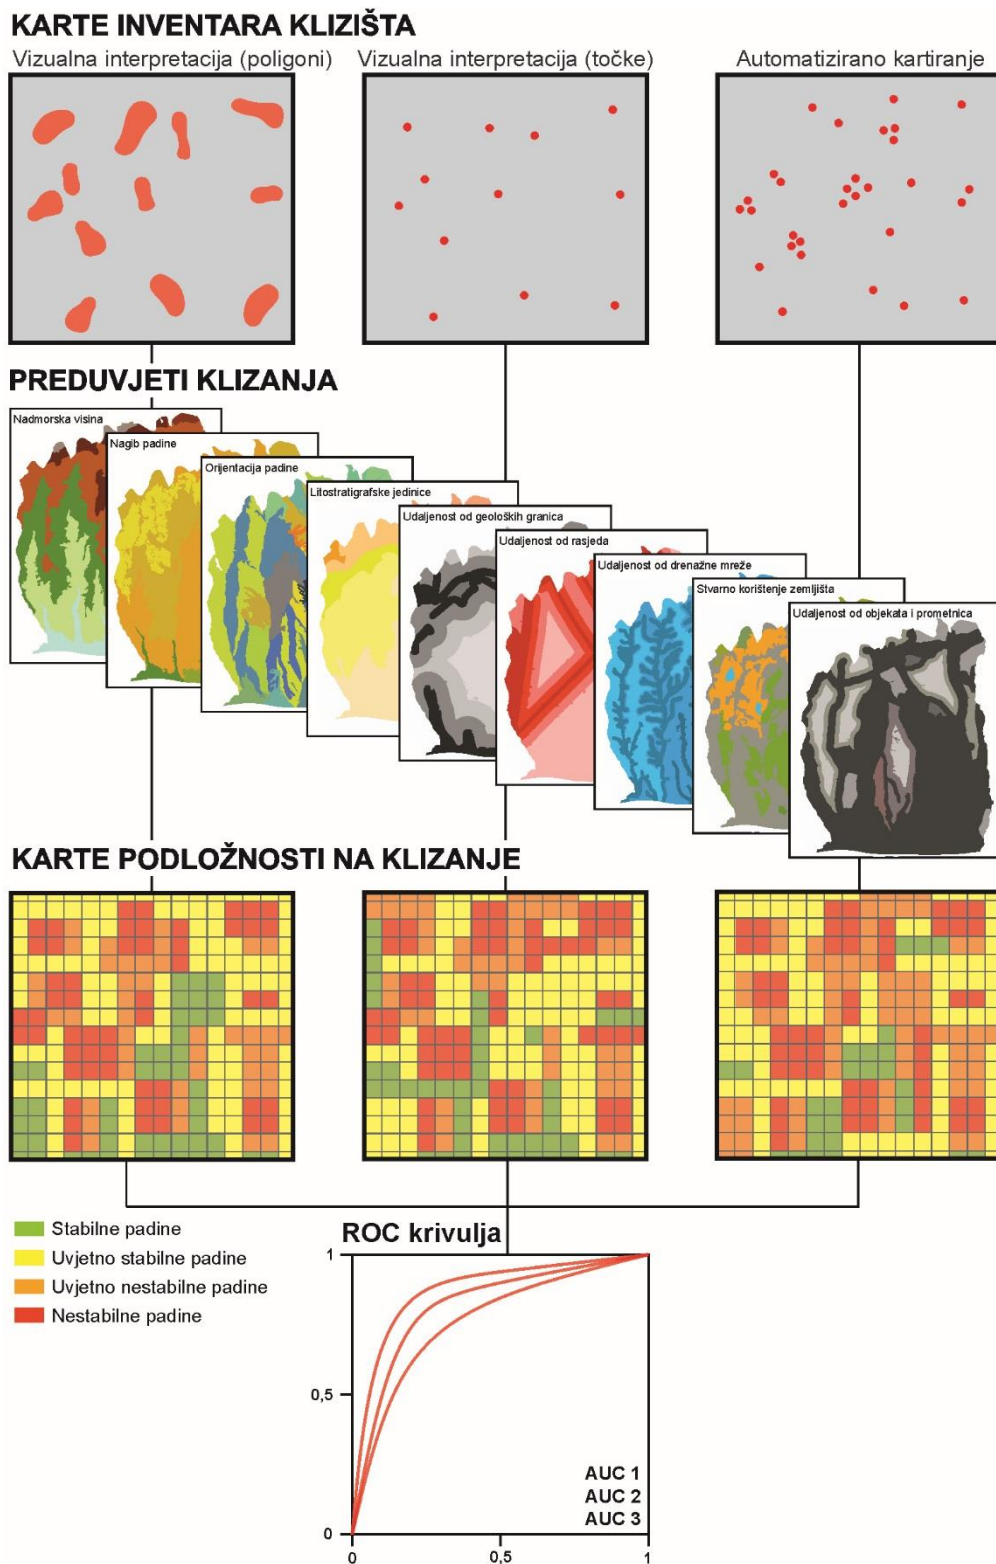 KARTE INVENTARA KLIZIŠTA
Vizualna interpretacija (poligoni)
Vizualna interpretacija (točke)
Automatizirano kartiranje
PREDUVJETI KLIZANJA
Nadmorska visina
Nagib padine
Orijentacija padine
Litostratigrafske jedinice
Udaljenost od geoloških granica
Udaljenost od rasjeda
Udaljenost od drenažne mreže
Stvarno korištenje zemljišta
Udaljenost od objekata i prometnica
KARTE PODLOŽNOSTI NA KLIZANJE
Stabilne padine
Uvjetno stabilne padine
Uvjetno nestabilne padine
Nestabilne padine
ROC krivulja
1
0,5
0
AUC 1
AUC 2
AUC 3
0
0,5
1